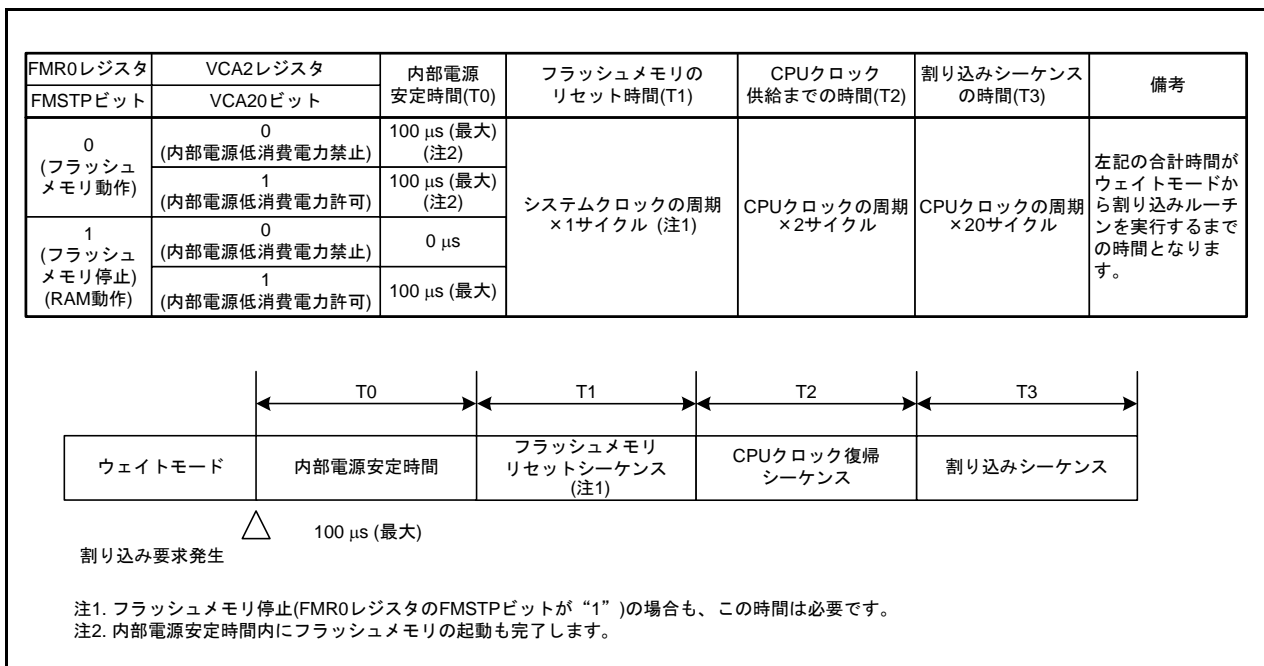 FMR0レジスタ
FMSTPビット
VCA2レジスタ
VCA20ビット
内部電源
安定時間(T0)
フラッシュメモリの
リセット時間(T1)
CPUクロック
供給までの時間(T2)
割り込みシーケンス
の時間(T3)
備考
0
(フラッシュ
メモリ動作)
0
(内部電源低消費電力禁止)
100 μs (最大)
(注2)
1
(内部電源低消費電力許可)
100 μs (最大)
(注2)
1
(フラッシュ
メモリ停止)
(RAM動作)
0
(内部電源低消費電力禁止)
0 μs
1
(内部電源低消費電力許可)
100 μs (最大)
システムクロックの周期
×1サイクル (注1)
CPUクロックの周期
×2サイクル
CPUクロックの周期
×20サイクル
左記の合計時間が
ウェイトモードか
ら割り込みルーチ
ンを実行するまで
の時間となりま
す。
T0
T1
T2
T3
ウェイトモード
内部電源安定時間
フラッシュメモリ
リセットシーケンス
(注1)
CPUクロック復帰
シーケンス
割り込みシーケンス
100 μs (最大)
割り込み要求発生
注1. フラッシュメモリ停止(FMR0レジスタのFMSTPビットが“1”)の場合も、この時間は必要です。
注2. 内部電源安定時間内にフラッシュメモリの起動も完了します。